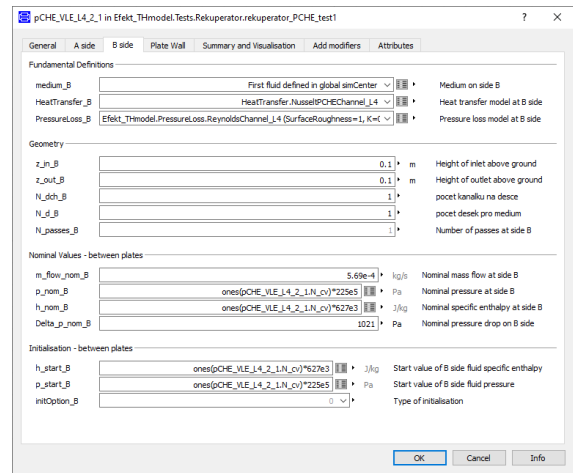 pCHE_VLE_L4_2_1 in Efekt_THmodel.Tests.Rekuperator.rekuperator_PCHE_test1 ? ×
General A side B side Plate Wall Summary and Visualisation Add modifiers Attributes
Fundamental Definitions
medium_B First fluid defined in global simCenter Medium on side B
HeatTransfer_B HeatTransfer.NusseltPCHEChannel_L4 Heat transfer model at B side
PressureLoss_B Efekt_THmodel.PressureLoss.ReynoldsChannel_L4 (SurfaceRoughness=1, K=0 Pressure loss model at B side
Geometry
z_in_B 0.1 m Height of inlet above ground
z_out_B 0.1 m Height of outlet above ground
N_dch_B 1 pocet kanalku na desce
N_d_B 1 pocet desek pro medium
N_passes_B 1 Number of passes at side B
Nominal Values - between plates
m_flow_nom_B 5.69e-4 kg/s Nominal mass flow at side B
p_nom_B ones(pCHE_VLE_L4_2_1.N_cv)*225e5 Pa Nominal pressure at side B
h_nom_B ones(pCHE_VLE_L4_2_1.N_cv)*627e3 J/kg Nominal specific enthalpy at side B
Delta_p_nom_B 1021 Pa Nominal pressure drop on B side
Initialisation - between plates
h_start_B ones(pCHE_VLE_L4_2_1.N_cv)*627e3 J/kg Start value of B side fluid specific enthalpy
p_start_B ones(pCHE_VLE_L4_2_1.N_cv)*225e5 Pa Start value of B side fluid pressure
initOption_B 0 Type of initialisation
OK Cancel Info